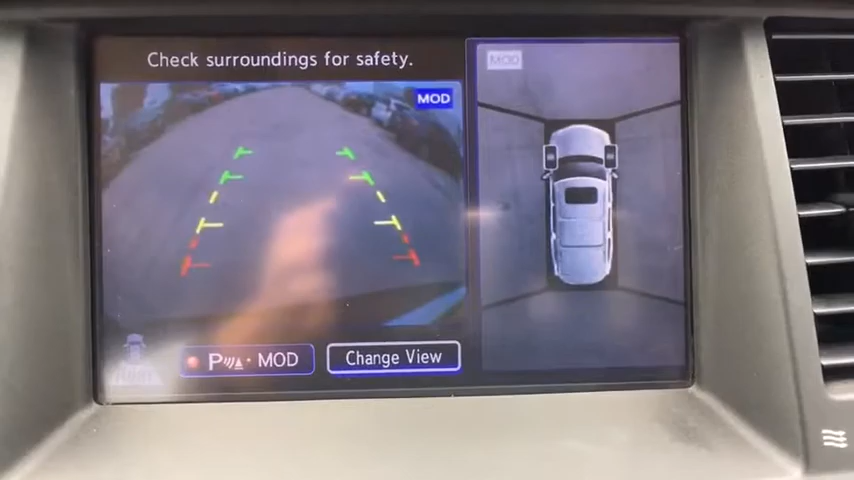 Check surroundings for safety.
MOD
MOD
P · MOD
Change View